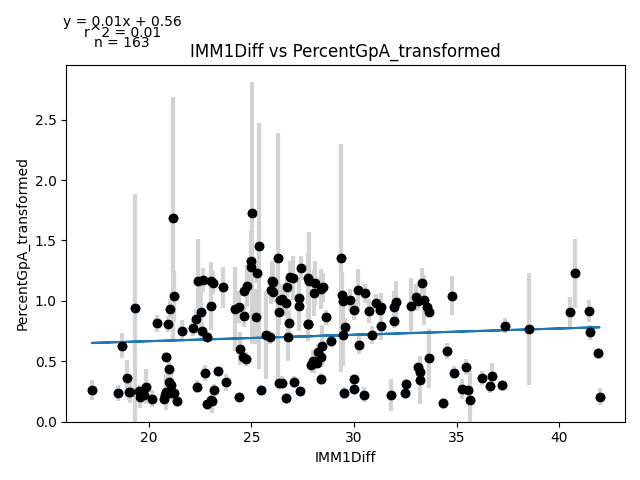 y = 0.01x + 0.56
r^2 = 0.01
n = 163
IMM1Diff vs PercentGpA_transformed
PercentGpA_transformed
2.5
2.0
1.5
1.0
0.5
0.0
20 25 30 35 40
IMM1Diff